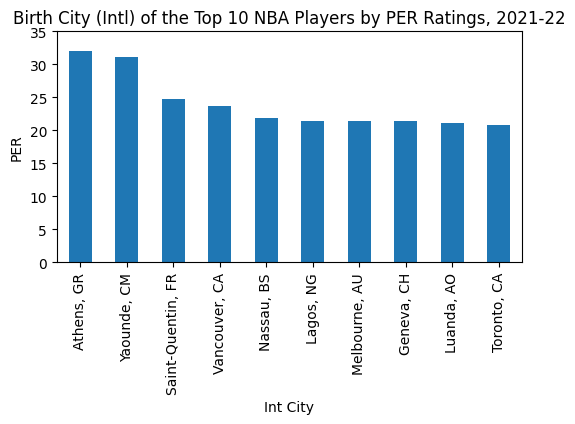 Birth City (Intl) of the Top 10 NBA Players by PER Ratings, 2021-22
35
30
25
20
15
10
5
0
PER
Athens, GR
Yaounde, CM
Saint-Quentin, FR
Vancouver, CA
Nassau, BS
Lagos, NG
Melbourne, AU
Geneva, CH
Luanda, AO
Toronto, CA
Int City